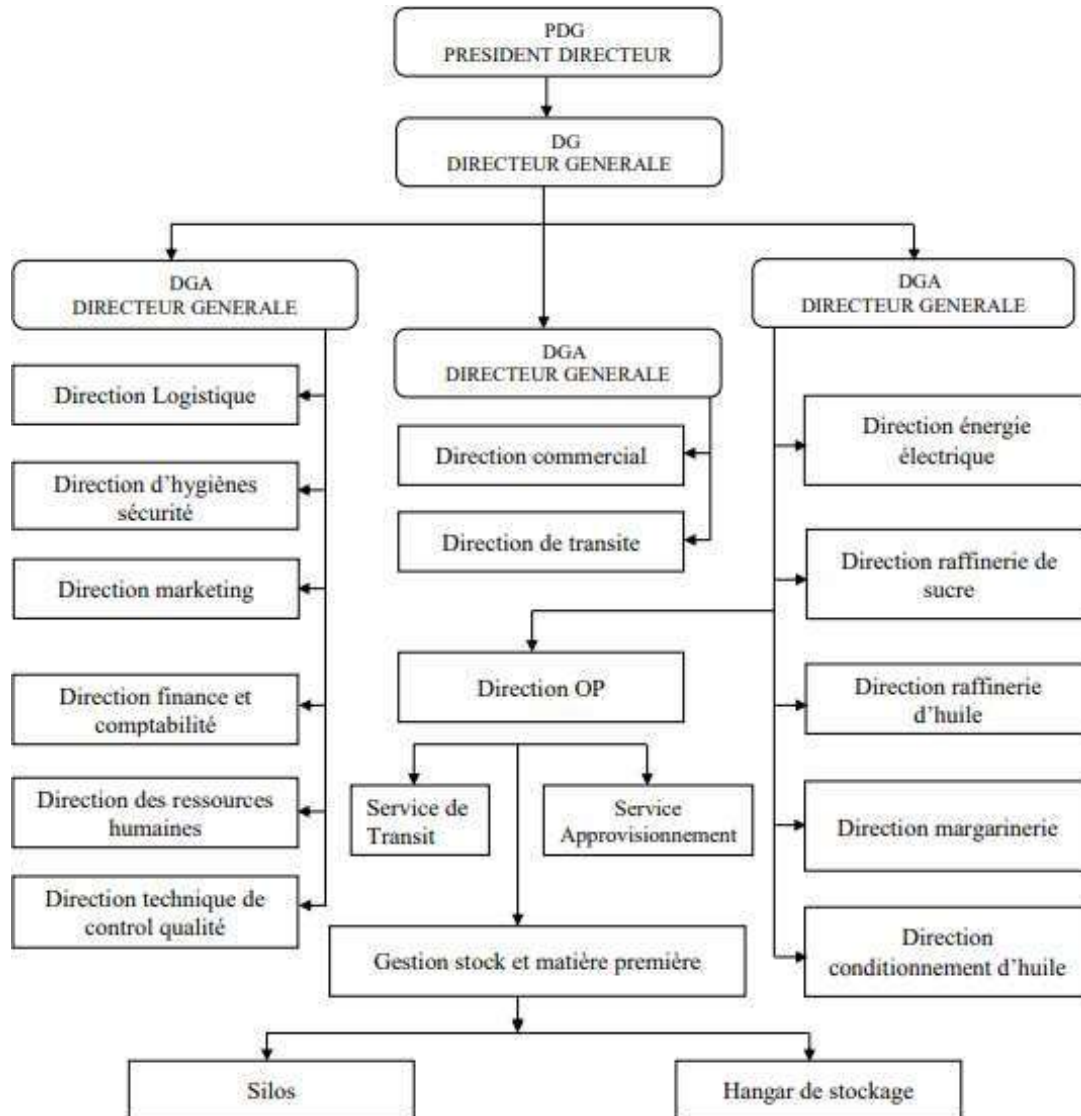 PDG
PRESIDENT DIRECTEUR
DG
DIRECTEUR GENERALE
DGA
DIRECTEUR GENERALE
DGA
DIRECTEUR GENERALE
DGA
DIRECTEUR GENERALE
Direction Logistique
Direction d'hygiènes
sécurité
Direction marketing
Direction finance et
comptabilité
Direction des ressources
humaines
Direction technique de
control qualité
Direction commercial
Direction de transite
Direction OP
Service de
Transit
Service
Approvisionnement
Gestion stock et matière première
Silos
Hangar de stockage
Direction énergie
électrique
Direction raffinerie de
sucre
Direction raffinerie
d'huile
Direction margarinerie
Direction
conditionnement d'huile